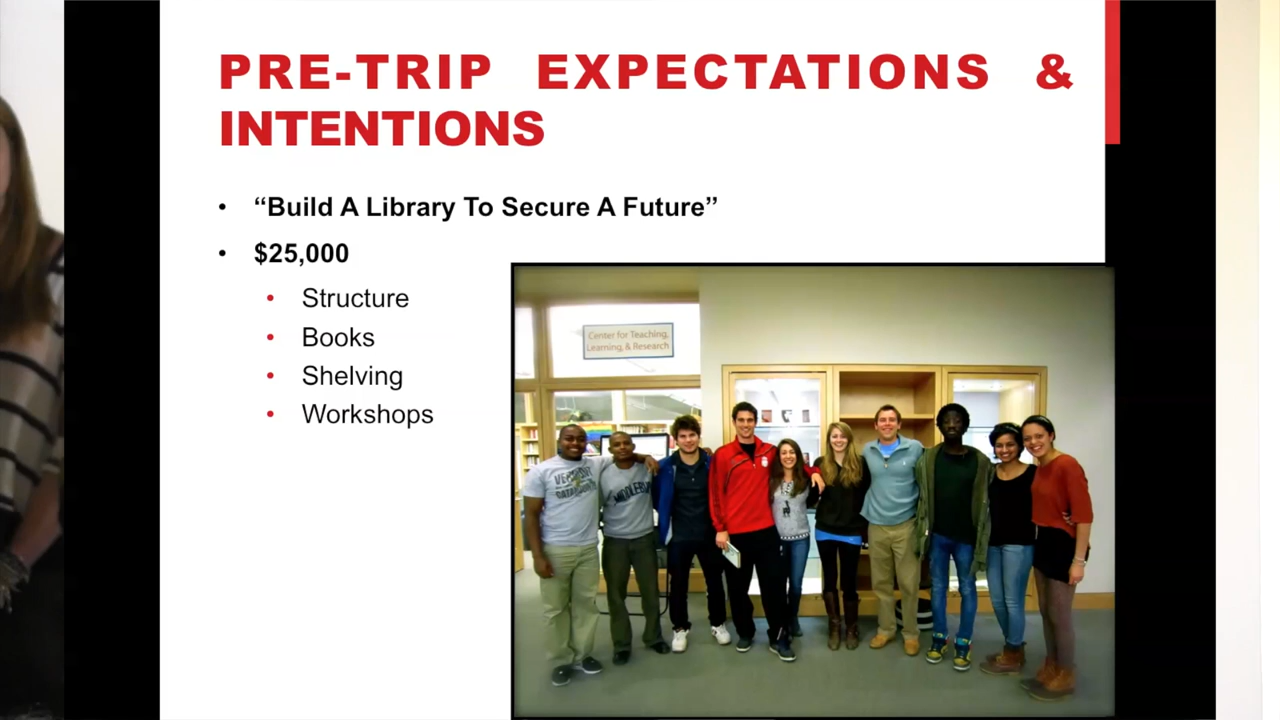 PRE-TRIP EXPECTATIONS &
INTENTIONS
• “Build A Library To Secure A Future”
• $25,000
• Structure
• Books
• Shelving
• Workshops
Center for Teaching,
Learning, & Research